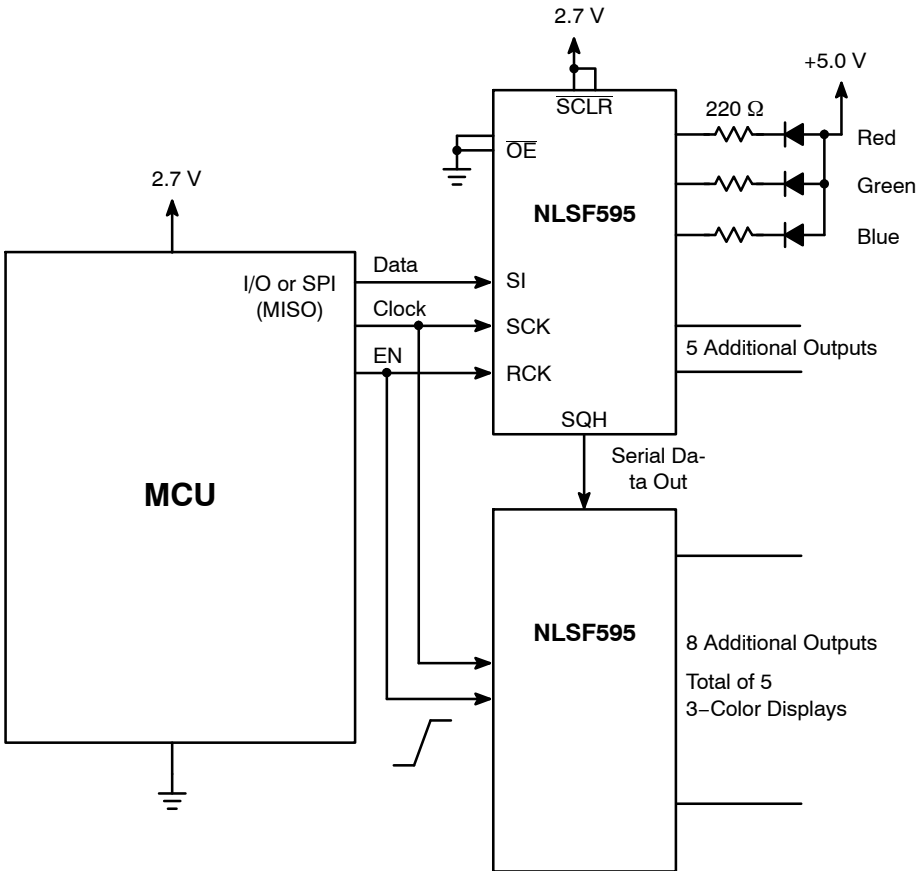 2.7 V
+5.0 V
SCLR
220 Ω
Red
OE
2.7 V
Green
NLSF595
Blue
I/O or SPI
(MISO)
Data
SI
Clock
SCK
5 Additional Outputs
EN
RCK
SQH
Serial Da-
ta Out
MCU
NLSF595
8 Additional Outputs
Total of 5
3−Color Displays